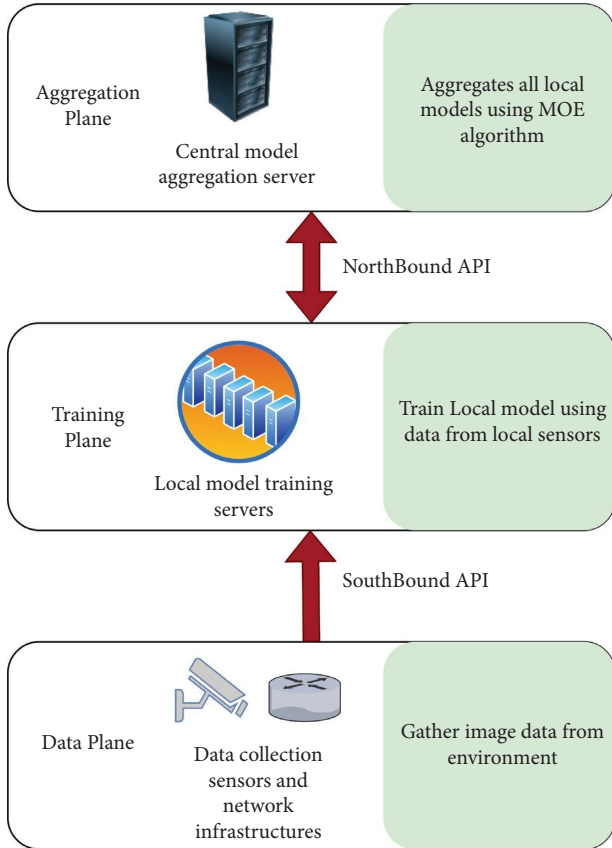 Aggregation
Plane
Central model
aggregation server
Aggregates all local
models using MOE
algorithm
NorthBound API
Training
Plane
Local model training
servers
Train Local model using
data from local sensors
SouthBound API
Data Plane
Data collection
sensors and
network
infrastructures
Gather image data from
environment